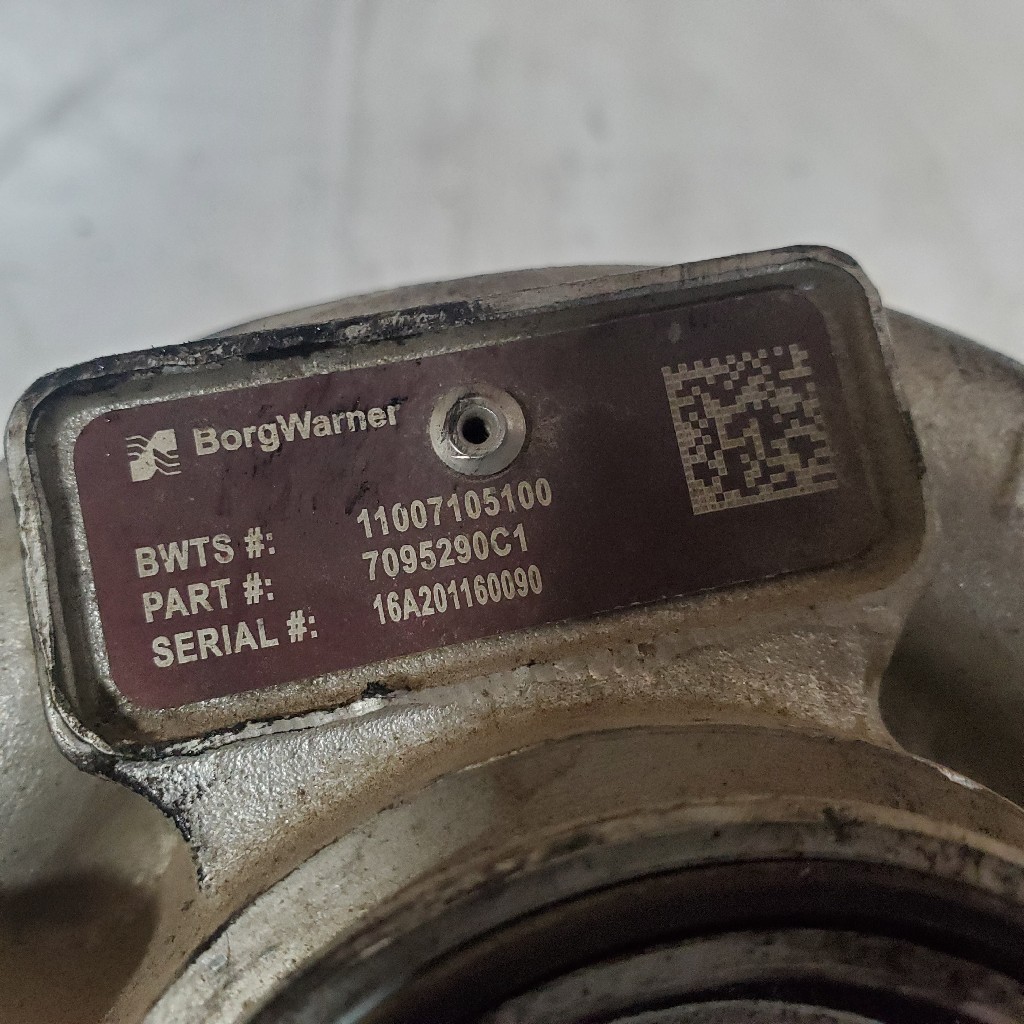 BorgWarner
BWTS #: 11007105100
PART #: 7095290C1
SERIAL #: 16A201160090